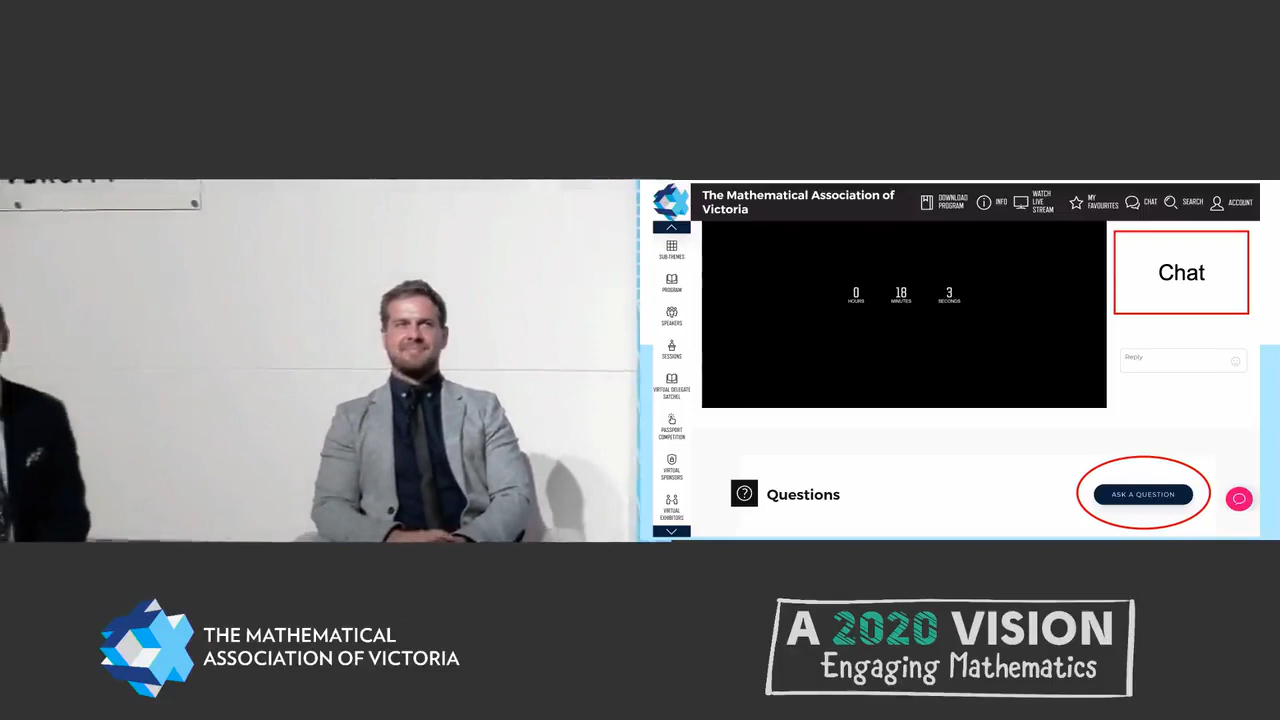 The Mathematical Association of
Victoria
DOWNLOAD
PROGRAM
INFO
WATCH
LIVE
STREAM
MY
FAVOURITES
CHAT
SEARCH
ACCOUNT
SUB-THEMES
PROGRAM
SPEAKERS
SESSIONS
VIRTUAL DELEGATE
SATCHEL
PASSPORT
COMPETITION
VIRTUAL
SPONSORS
VIRTUAL
EXHIBITORS
0 18 3
HOURS MINUTES SECONDS
Chat
Reply
Questions
ASK A QUESTION
THE MATHEMATICAL
ASSOCIATION OF VICTORIA
A 2020 VISION
Engaging Mathematics